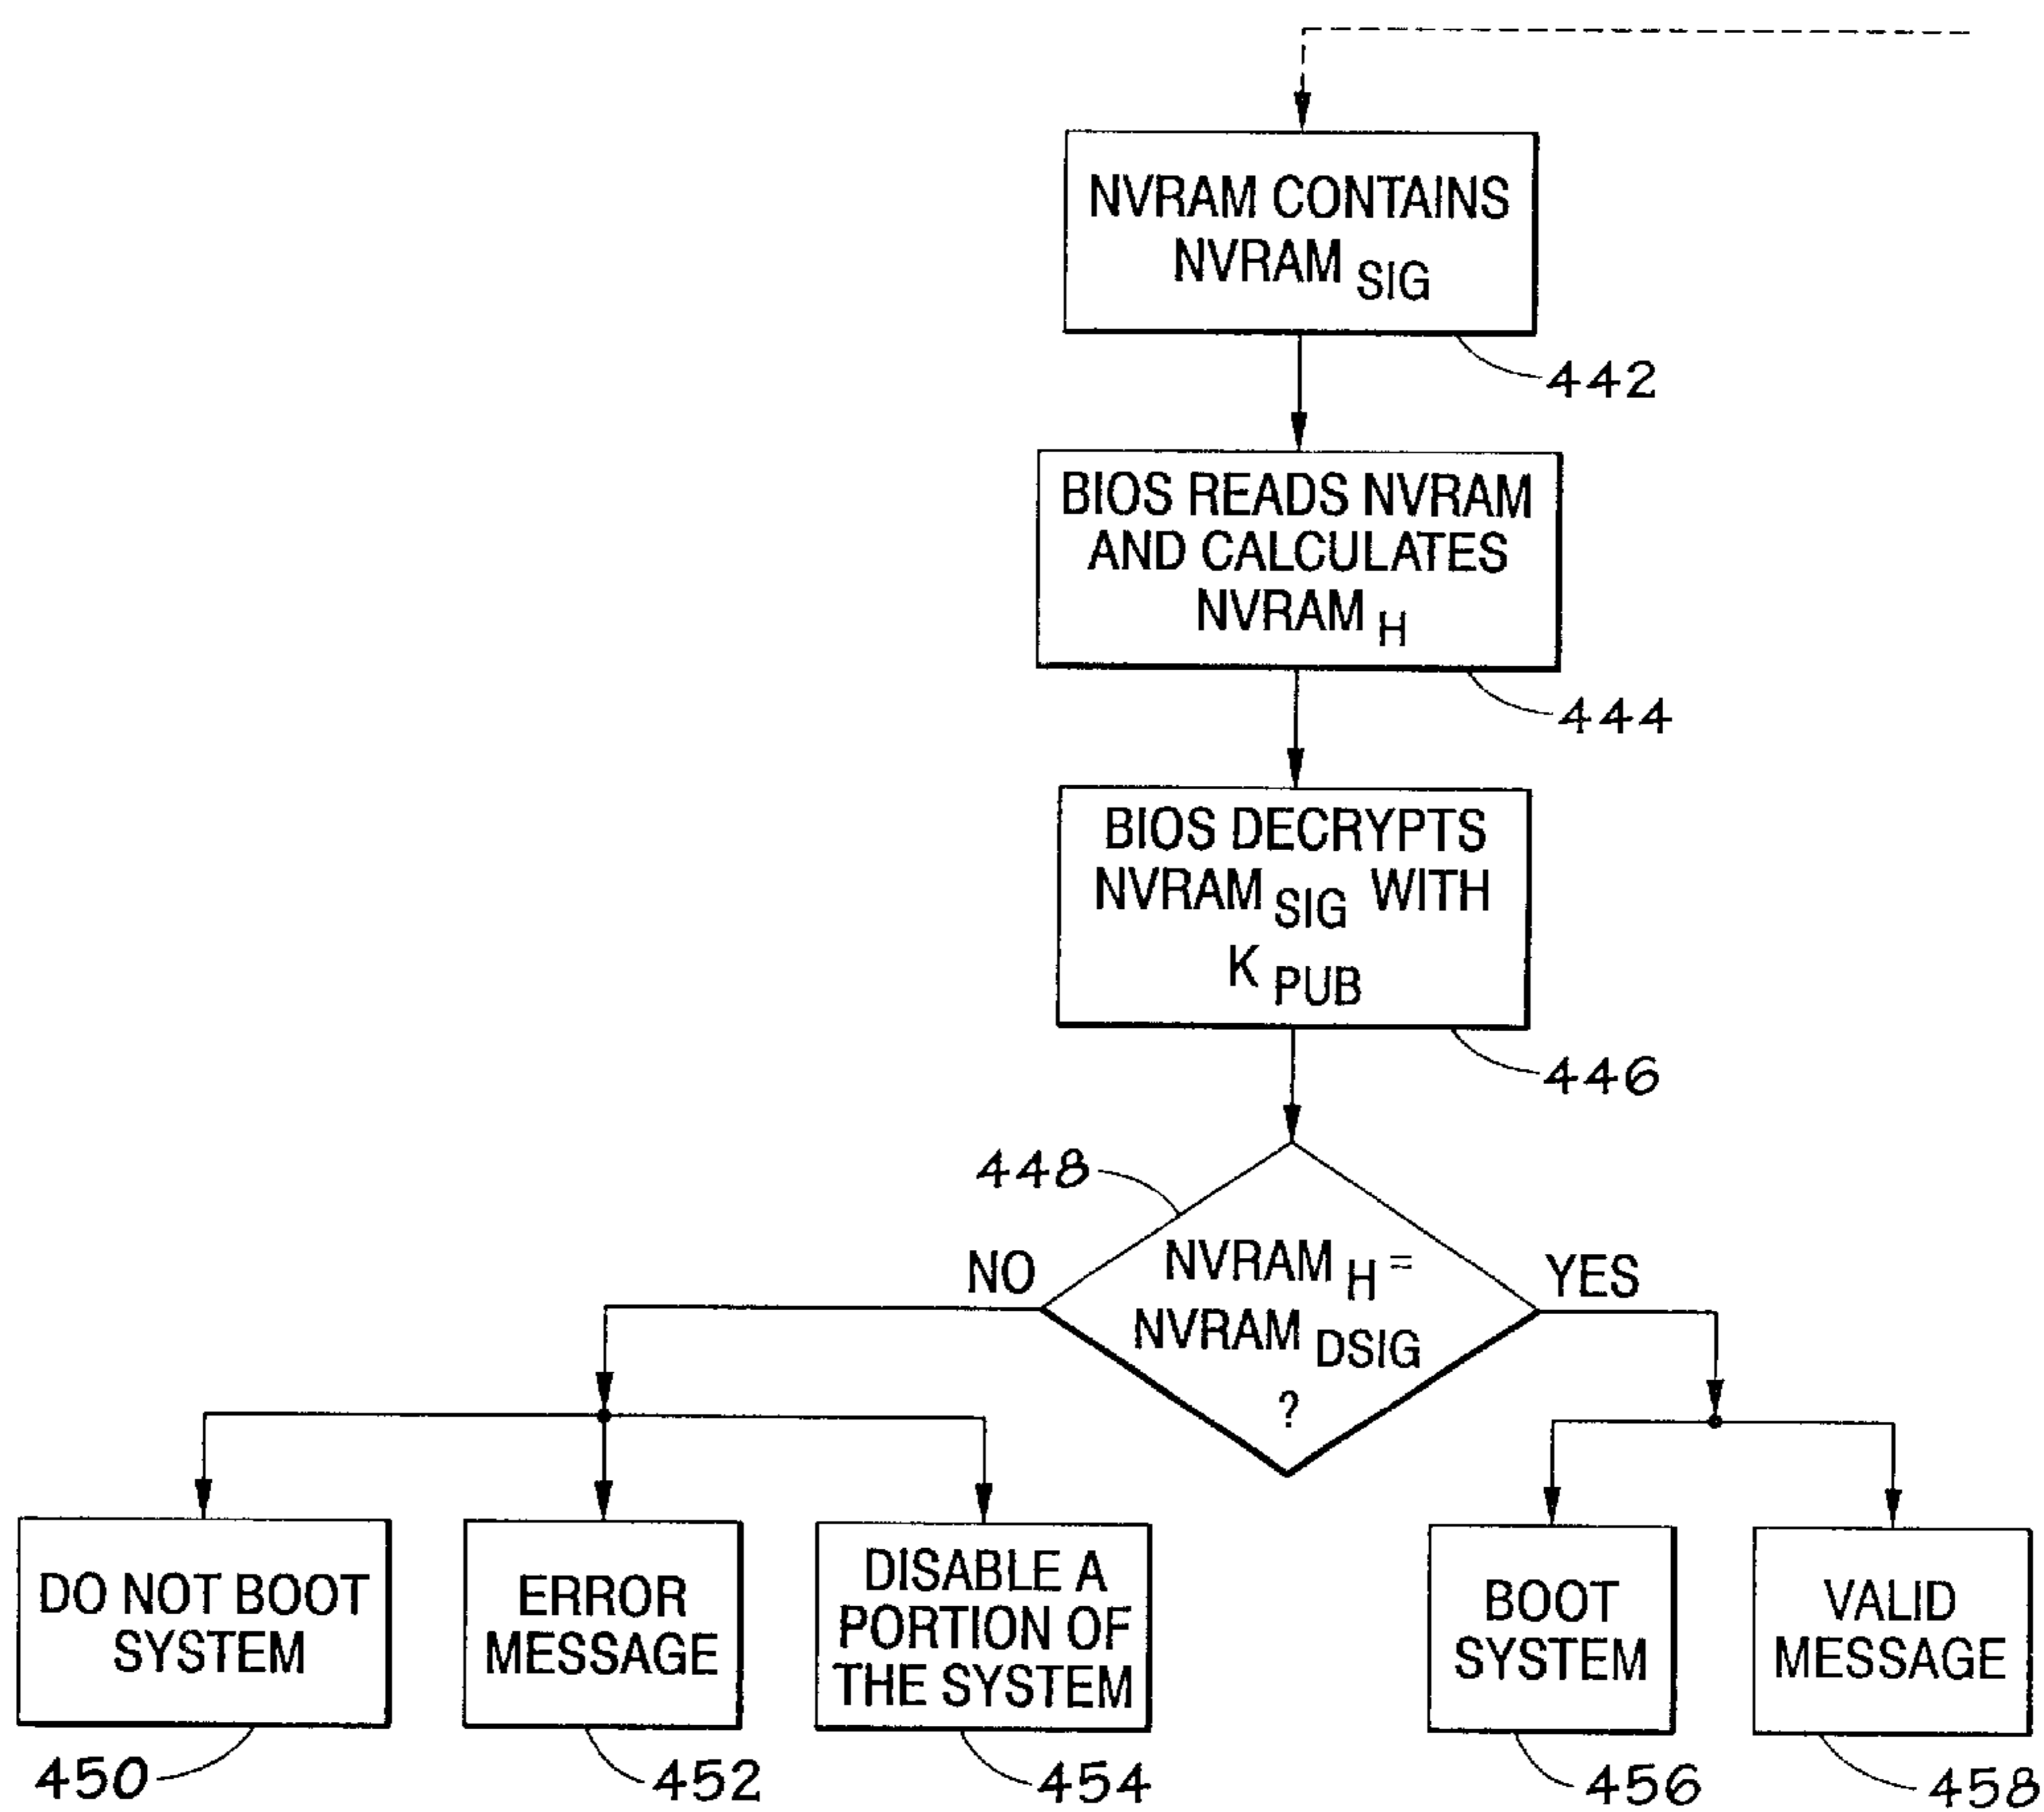 NVRAM CONTAINS
NVRAM SIG
442
BIOS READS NVRAM
AND CALCULATES
NVRAM H
444
BIOS DECRYPTS
NVRAM SIG WITH
K PUB
446
448
NO
NVRAM H =
NVRAM DSIG
?
YES
DO NOT BOOT
SYSTEM
450
ERROR
MESSAGE
452
DISABLE A
PORTION OF
THE SYSTEM
454
BOOT
SYSTEM
456
VALID
MESSAGE
458